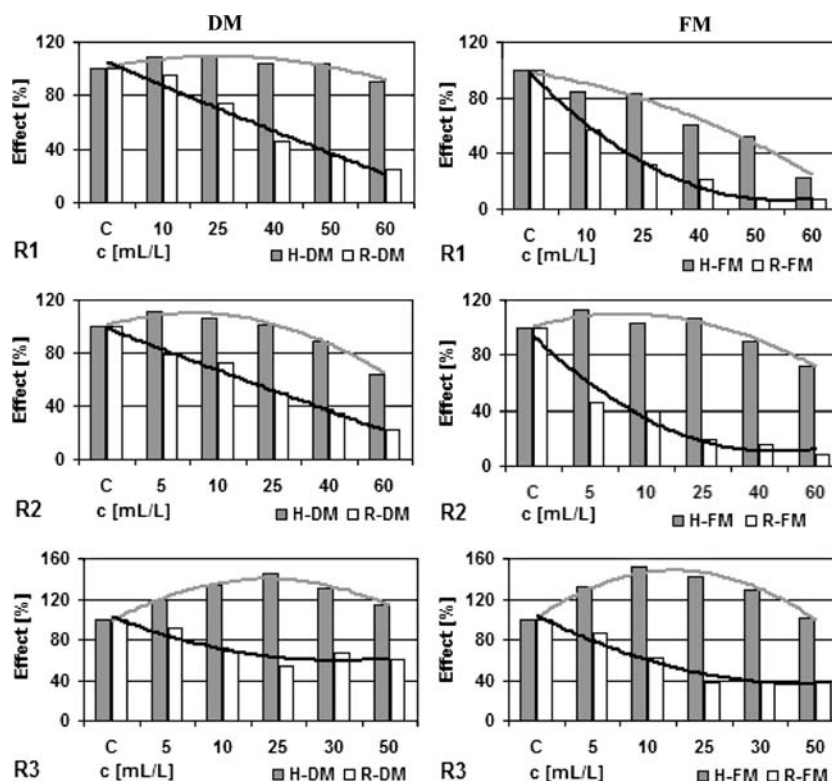 DM
FM
Effect [%]
120
80
40
0
C 10 25 40 50 60
R1
c [mL/L]
H-DM R-DM
Effect [%]
120
80
40
0
C 10 25 40 50 60
R1
c [mL/L]
H-FM R-FM
Effect [%]
120
80
40
0
C 5 10 25 40 60
R2
c [mL/L]
H-DM R-DM
Effect [%]
120
80
40
0
C 5 10 25 40 60
R2
c [mL/L]
H-FM R-FM
Effect [%]
160
120
80
40
0
C 5 10 25 30 50
R3
c [mL/L]
H-DM R-DM
Effect [%]
160
120
80
40
0
C 5 10 25 30 50
R3
c [mL/L]
H-FM R-FM